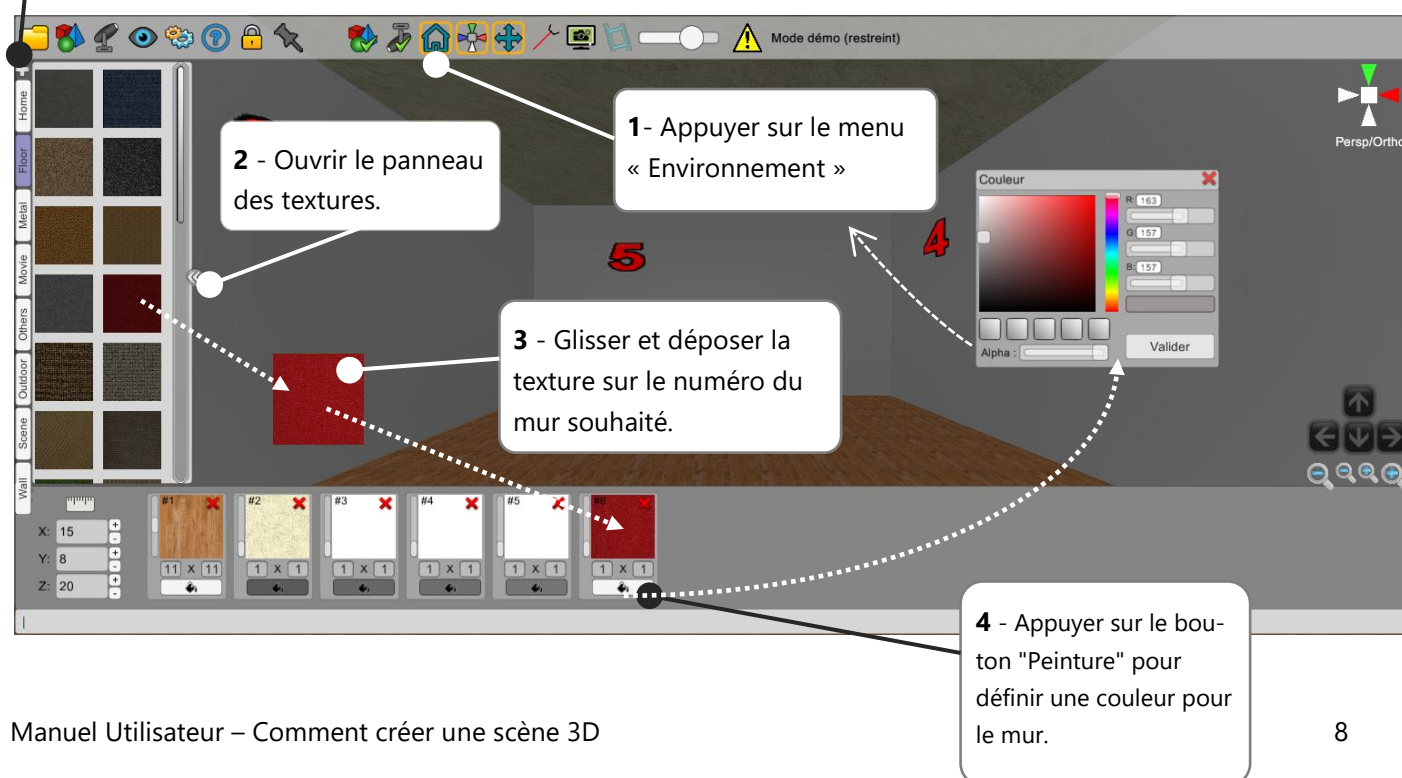 Mode démo (restreint)
Persp/Ortho
Home
Floor
Metal
Movie
Others
Outdoor
Scene
Wall
1- Appuyer sur le menu
« Environnement »
2 - Ouvrir le panneau
des textures.
5
4
Couleur
R: 163
G: 157
B: 157
Alpha :
Valider
3 - Glisser et déposer la
texture sur le numéro du
mur souhaité.
X: 15
Y: 8
Z: 20
#1
#2
#3
#4
#5
#6
11 X 11
1 X 1
1 X 1
1 X 1
1 X 1
1 X 1
4 - Appuyer sur le bou-
ton "Peinture" pour
définir une couleur pour
le mur.
Manuel Utilisateur – Comment créer une scène 3D
8